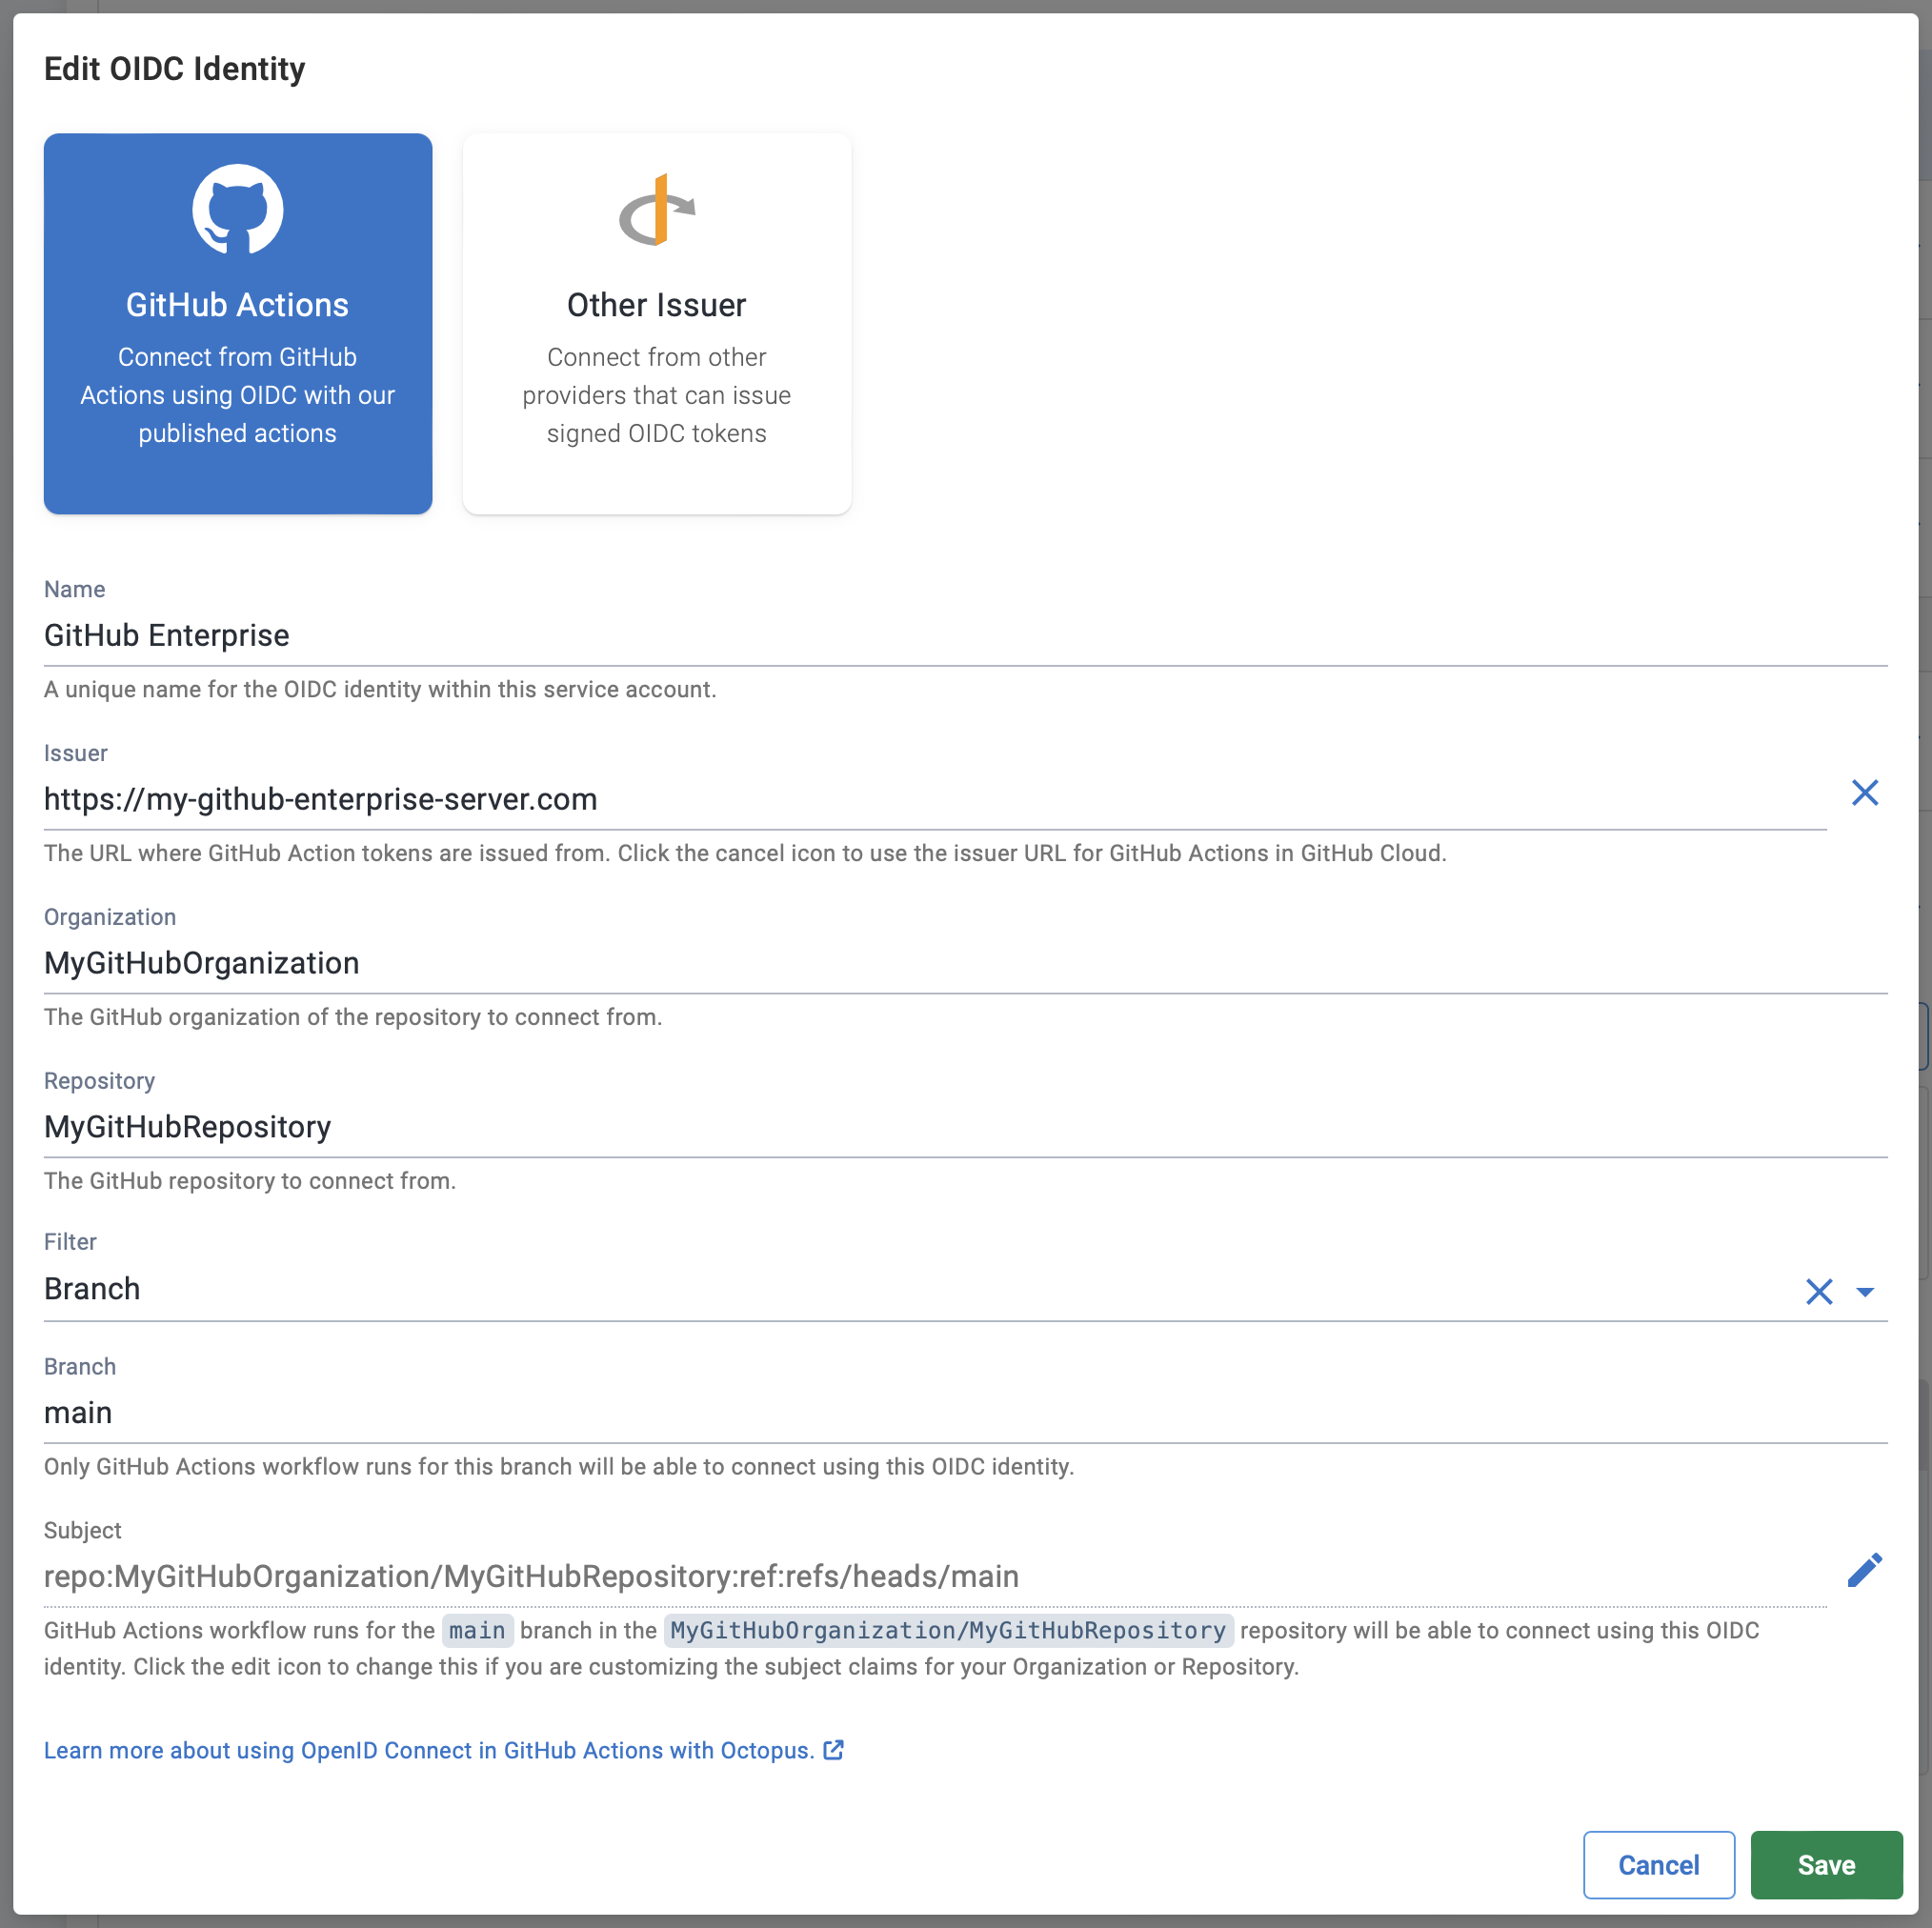 Edit OIDC Identity
GitHub Actions
Connect from GitHub
Actions using OIDC with our
published actions
Other Issuer
Connect from other
providers that can issue
signed OIDC tokens
Name
GitHub Enterprise
A unique name for the OIDC identity within this service account.
Issuer
https://my-github-enterprise-server.com
The URL where GitHub Action tokens are issued from. Click the cancel icon to use the issuer URL for GitHub Actions in GitHub Cloud.
Organization
MyGitHubOrganization
The GitHub organization of the repository to connect from.
Repository
MyGitHubRepository
The GitHub repository to connect from.
Filter
Branch
Branch
main
Only GitHub Actions workflow runs for this branch will be able to connect using this OIDC identity.
Subject
repo:MyGitHubOrganization/MyGitHubRepository:ref:refs/heads/main
GitHub Actions workflow runs for the main branch in the MyGitHubOrganization/MyGitHubRepository repository will be able to connect using this OIDC
identity. Click the edit icon to change this if you are customizing the subject claims for your Organization or Repository.
Learn more about using OpenID Connect in GitHub Actions with Octopus.
Cancel
Save